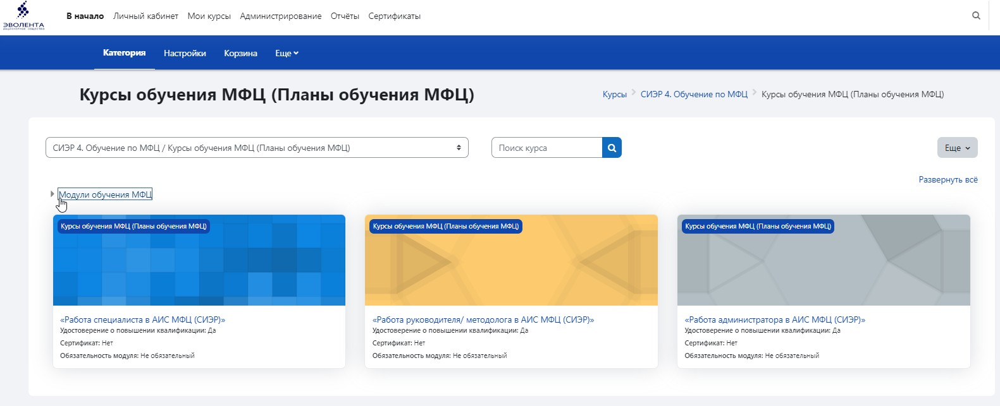 ЭВОЛЕНТА
АКЦИОНЕРНОЕ ОБЩЕСТВО
В начало Личный кабинет Мои курсы Администрирование Отчёты Сертификаты
Категория Настройки Корзина Еще
Курсы обучения МФЦ (Планы обучения МФЦ)
Курсы СИЭР 4. Обучение по МФЦ Курсы обучения МФЦ (Планы обучения МФЦ)
СИЭР 4. Обучение по МФЦ / Курсы обучения МФЦ (Планы обучения МФЦ)
Поиск курса
Еще
Развернуть всё
Модули обучения МФЦ
Курсы обучения МФЦ (Планы обучения МФЦ)
«Работа специалиста в АИС МФЦ (СИЭР)»
Удостоверение о повышении квалификации: Да
Сертификат: Нет
Обязательность модуля: Не обязательный
Курсы обучения МФЦ (Планы обучения МФЦ)
«Работа руководителя/ методолога в АИС МФЦ (СИЭР)»
Удостоверение о повышении квалификации: Да
Сертификат: Нет
Обязательность модуля: Не обязательный
Курсы обучения МФЦ (Планы обучения МФЦ)
«Работа администратора в АИС МФЦ (СИЭР)»
Удостоверение о повышении квалификации: Да
Сертификат: Нет
Обязательность модуля: Не обязательный